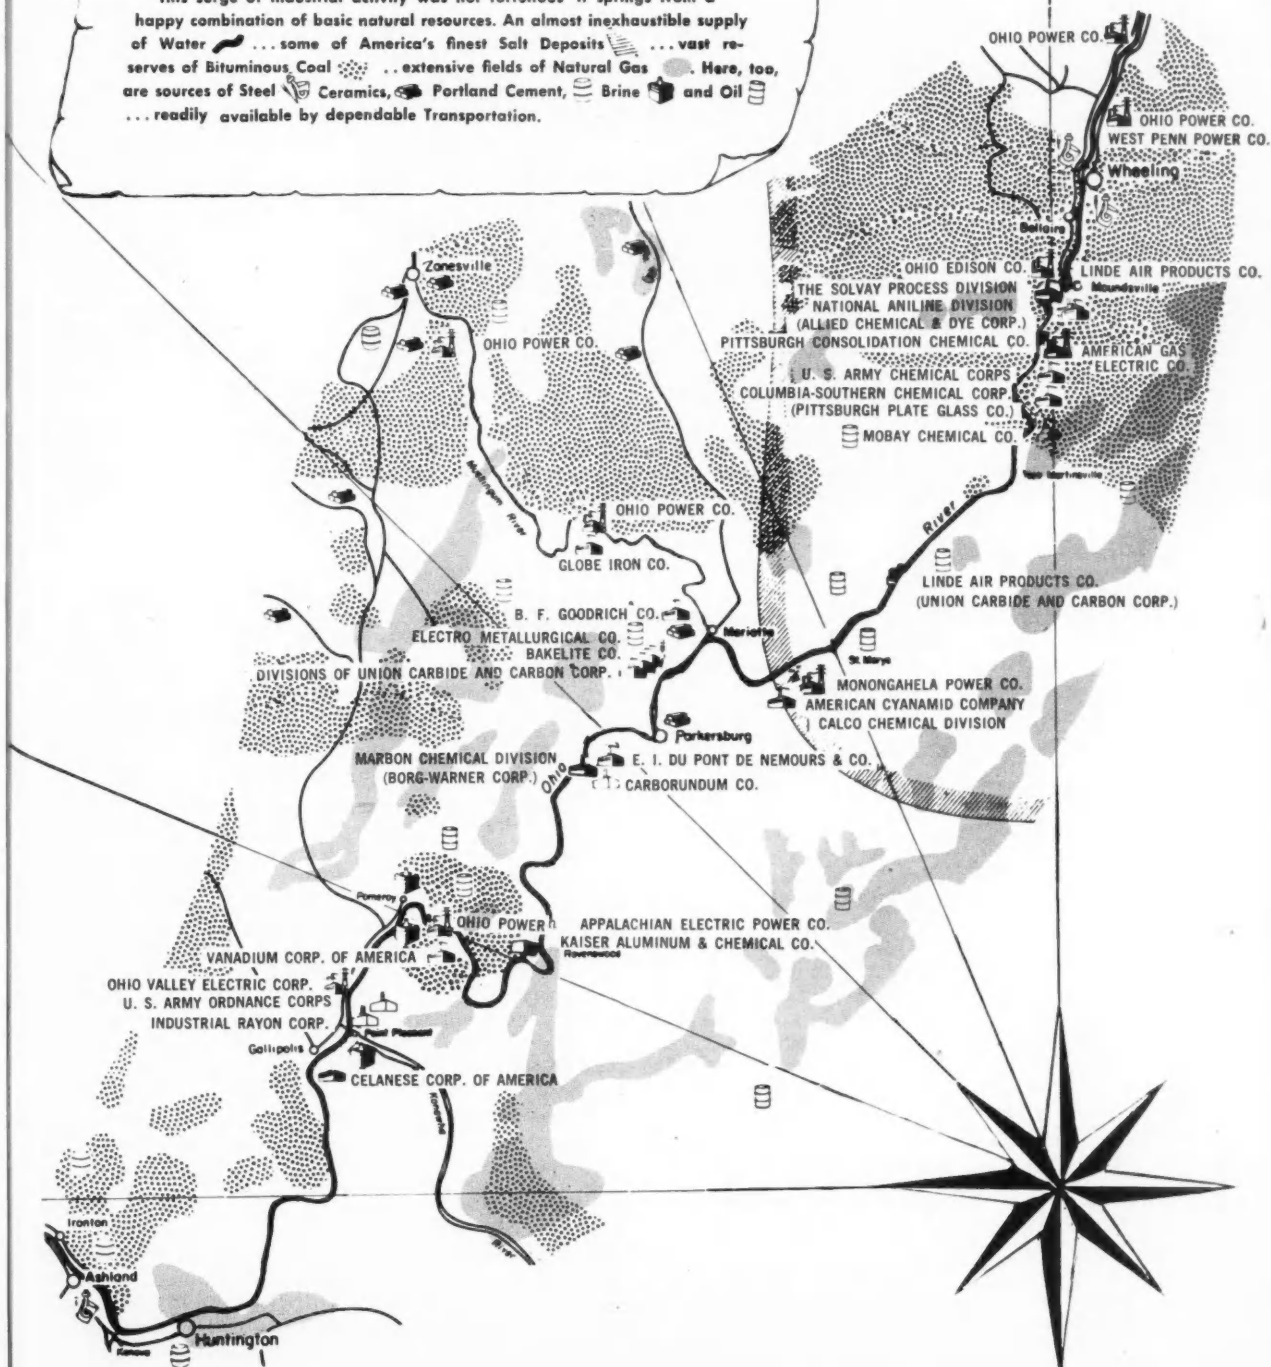 happy combination of basic natural resources. An almost inexhaustible supply
of Water ... some of America's finest Salt Deposits ... vast re-
serves of Bituminous Coal .. extensive fields of Natural Gas . Here, too,
are sources of Steel Ceramics, Portland Cement, Brine and Oil
... readily available by dependable Transportation.
OHIO POWER CO.
OHIO POWER CO.
WEST PENN POWER CO.
Wheeling
Bellaire
Zanesville
OHIO EDISON CO.
LINDE AIR PRODUCTS CO.
Moundsville
THE SOLVAY PROCESS DIVISION
NATIONAL ANILINE DIVISION
(ALLIED CHEMICAL & DYE CORP.)
PITTSBURGH CONSOLIDATION CHEMICAL CO.
OHIO POWER CO.
AMERICAN GAS
ELECTRIC CO.
U. S. ARMY CHEMICAL CORPS
COLUMBIA-SOUTHERN CHEMICAL CORP.
(PITTSBURGH PLATE GLASS CO.)
MOBAY CHEMICAL CO.
New Martinsville
Muskingum River
River
OHIO POWER CO.
GLOBE IRON CO.
LINDE AIR PRODUCTS CO.
(UNION CARBIDE AND CARBON CORP.)
B. F. GOODRICH CO.
Marietta
ELECTRO METALLURGICAL CO.
BAKELITE CO.
DIVISIONS OF UNION CARBIDE AND CARBON CORP.
St. Marys
MONONGAHELA POWER CO.
AMERICAN CYANAMID COMPANY
CALCO CHEMICAL DIVISION
Parkersburg
MARBON CHEMICAL DIVISION
(BORG-WARNER CORP.)
Ohio
E. I. DU PONT DE NEMOURS & CO.
CARBORUNDUM CO.
Pomeroy
OHIO POWER
APPALACHIAN ELECTRIC POWER CO.
KAISER ALUMINUM & CHEMICAL CO.
Ravenswood
VANADIUM CORP. OF AMERICA
OHIO VALLEY ELECTRIC CORP.
U. S. ARMY ORDNANCE CORPS
INDUSTRIAL RAYON CORP.
Point Pleasant
Gallipolis
CELANESE CORP. OF AMERICA
Kanawha
River
Ironton
Ashland
Kenova
Huntington